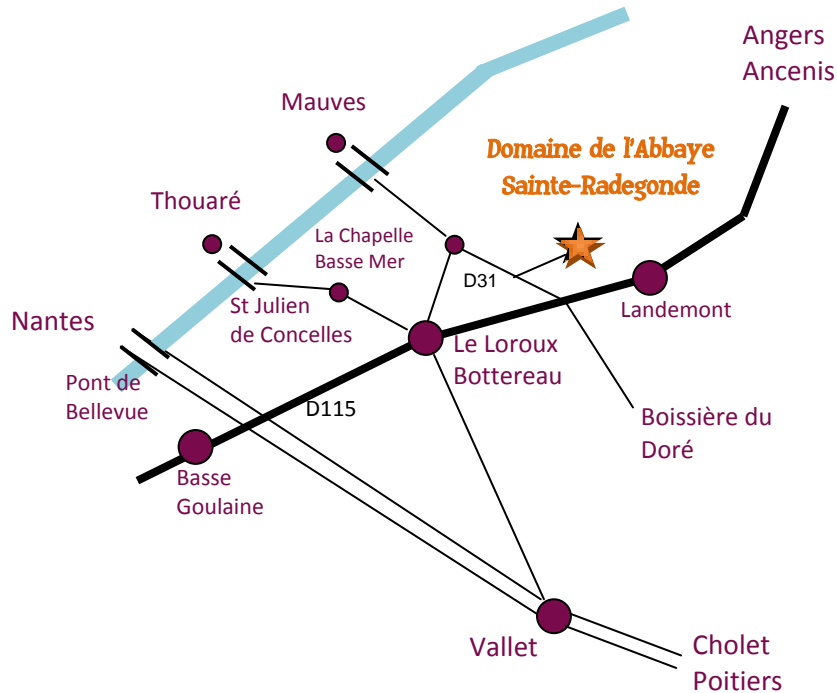 Angers
Ancenis
Mauves
Domaine de l'Abbaye
Sainte-Radegonde
Thouaré
La Chapelle
Basse Mer
D31
St Julien
de Concelles
Landemont
Nantes
Le Loroux
Bottereau
Pont de
Bellevue
D115
Boissière du
Doré
Basse
Goulaine
Vallet
Cholet
Poitiers